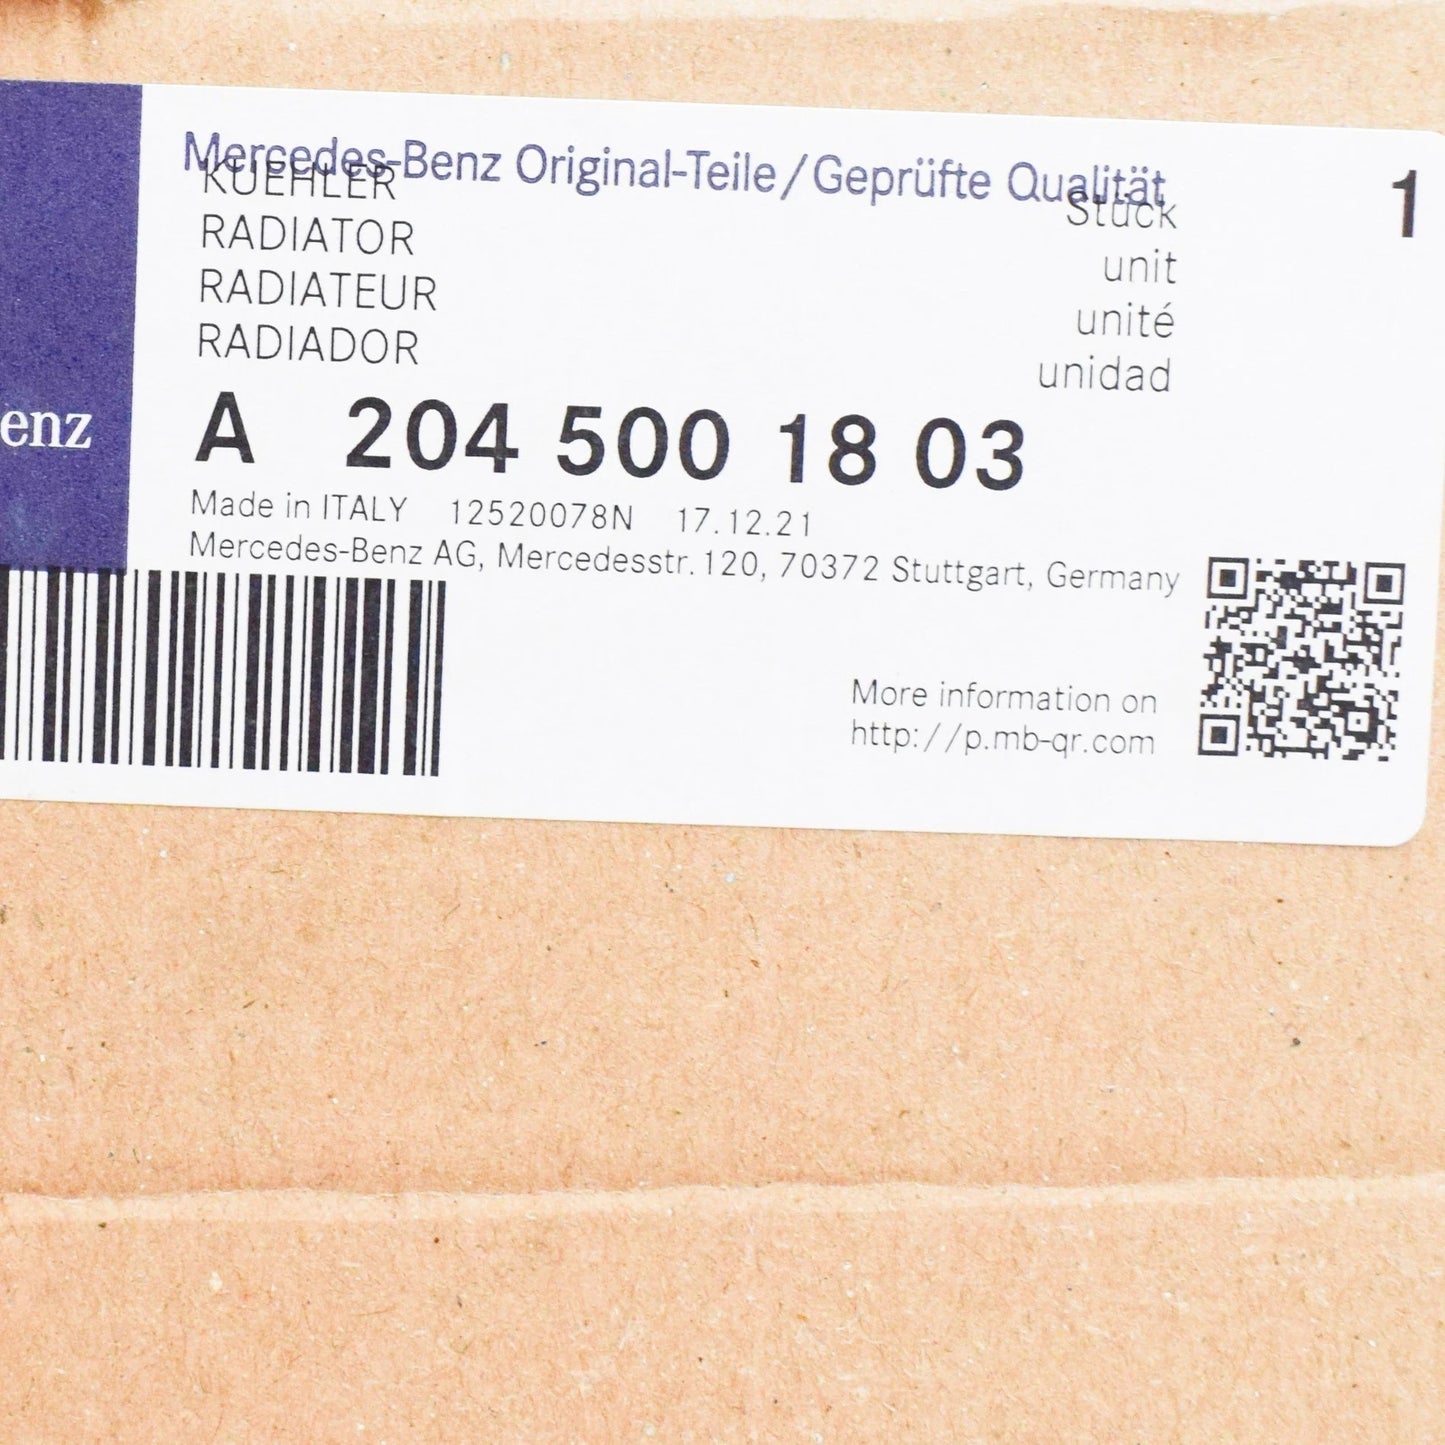 Mercedes-Benz Original-Teile/Geprüfte Qualität
KUEHLER Stück 1
RADIATOR unit
RADIATEUR unité
RADIADOR unidad
enz
A 204 500 18 03
Made in ITALY 12520078N 17.12.21
Mercedes-Benz AG, Mercedesstr. 120, 70372 Stuttgart, Germany
More information on
http://p.mb-qr.com